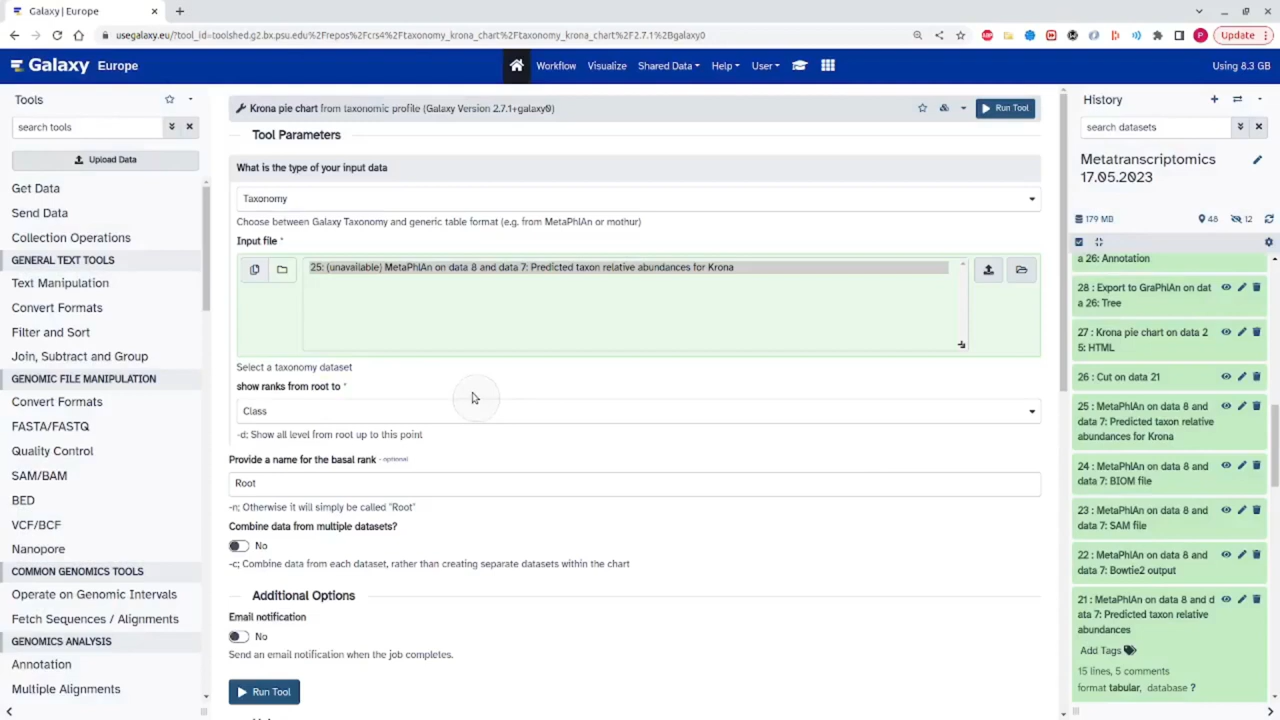 Galaxy | Europe
usegalaxy.eu/?tool_id=toolshed.g2.bx.psu.edu%2Frepos%2Fcrs4%2Ftaxonomy_krona_chart%2Ftaxonomy_krona_chart%2F2.7.1%2Bgalaxy0
Update
Galaxy Europe
Workflow
Visualize
Shared Data
Help
User
Using 8.3 GB
Tools
search tools
Upload Data
Get Data
Send Data
Collection Operations
GENERAL TEXT TOOLS
Text Manipulation
Convert Formats
Filter and Sort
Join, Subtract and Group
GENOMIC FILE MANIPULATION
Convert Formats
FASTA/FASTQ
Quality Control
SAM/BAM
BED
VCF/BCF
Nanopore
COMMON GENOMICS TOOLS
Operate on Genomic Intervals
Fetch Sequences / Alignments
GENOMICS ANALYSIS
Annotation
Multiple Alignments
Krona pie chart from taxonomic profile (Galaxy Version 2.7.1+galaxy0)
Run Tool
Tool Parameters
What is the type of your input data
Taxonomy
Choose between Galaxy Taxonomy and generic table format (e.g. from MetaPhlAn or mothur)
Input file *
25: (unavailable) MetaPhlAn on data 8 and data 7: Predicted taxon relative abundances for Krona
Select a taxonomy dataset
show ranks from root to *
Class
-d; Show all level from root up to this point
Provide a name for the basal rank - optional
Root
-n; Otherwise it will simply be called "Root"
Combine data from multiple datasets?
No
-c; Combine data from each dataset, rather than creating separate datasets within the chart
Additional Options
Email notification
No
Send an email notification when the job completes.
Run Tool
History
search datasets
Metatranscriptomics
17.05.2023
179 MB
48
12
a 26: Annotation
28 : Export to GraPhlAn on dat
a 26: Tree
27 : Krona pie chart on data 2
5: HTML
26 : Cut on data 21
25 : MetaPhlAn on data 8 and
data 7: Predicted taxon relative
abundances for Krona
24 : MetaPhlAn on data 8 and
data 7: BIOM file
23 : MetaPhlAn on data 8 and
data 7: SAM file
22 : MetaPhlAn on data 8 and
data 7: Bowtie2 output
21 : MetaPhlAn on data 8 and d
ata 7: Predicted taxon relative
abundances
Add Tags
15 lines, 5 comments
format tabular, database ?